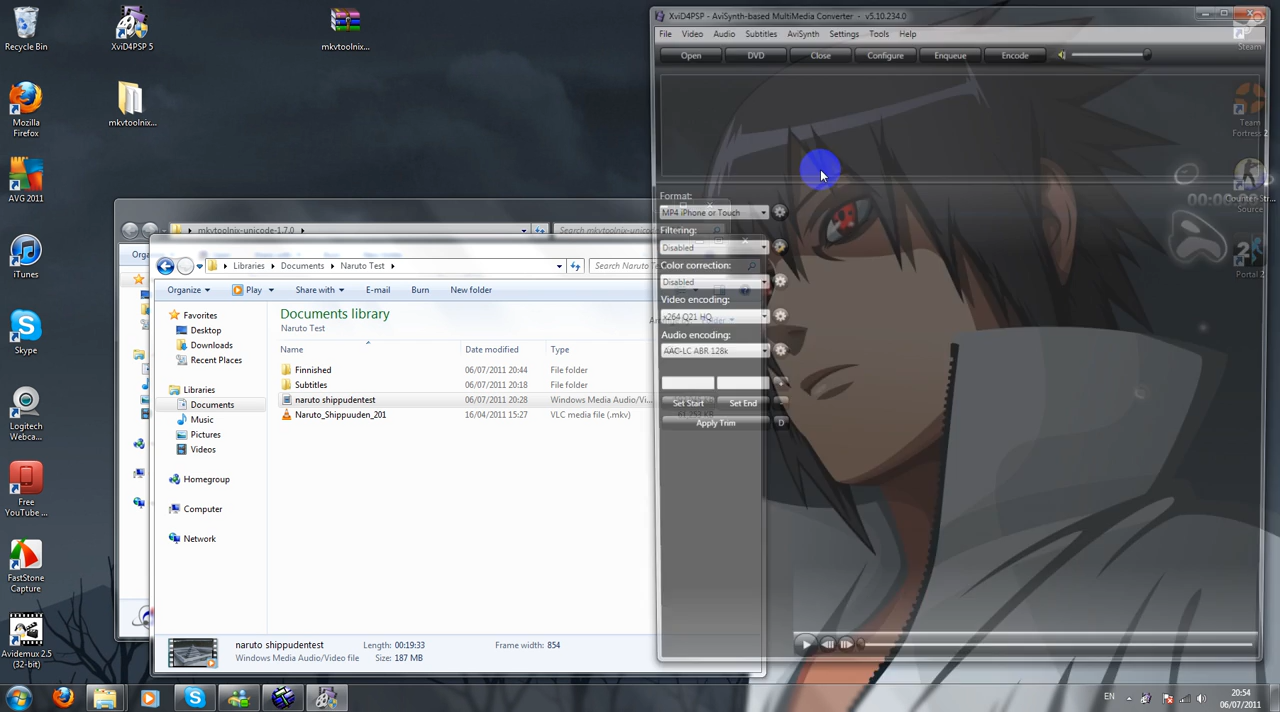 Recycle Bin
XviD4PSP 5
mkvtoolnix...
Mozilla
Firefox
mkvtoolnix...
AVG 2011
iTunes
Skype
Logitech
Webca...
Free
YouTube ...
FastStone
Capture
Avidemux 2.5
(32-bit)
XviD4PSP - AviSynth-based MultiMedia Converter - v5.10.234.0
File Video Audio Subtitles AviSynth Settings Tools Help
Open DVD Close Configure Enqueue Encode
Steam
Team
Fortress 2
Source
Portal 2
Format:
MP4 iPhone or Touch
Filtering:
Disabled
Color correction:
Disabled
Video encoding:
x264 Q21 HQ
Audio encoding:
AAC-LC ABR 128k
Set Start Set End
Apply Trim D
mkvtoolnix-unicode-1.7.0
Search mkvtoolnix-unico...
Libraries Documents Naruto Test
Search Naruto
Organize Play Share with E-mail Burn New folder
Favorites
Desktop
Downloads
Recent Places
Libraries
Documents
Music
Pictures
Videos
Homegroup
Computer
Network
Documents library
Naruto Test
Name Date modified Type
Finnished 06/07/2011 20:44 File folder
Subtitles 06/07/2011 20:18 File folder
naruto shippudentest 06/07/2011 20:28 Windows Media Audio/Vi...
Naruto_Shippuuden_201 16/04/2011 15:27 VLC media file (.mkv)
naruto shippudentest Length: 00:19:33 Frame width: 854
Windows Media Audio/Video file Size: 187 MB
EN
20:54
06/07/2011